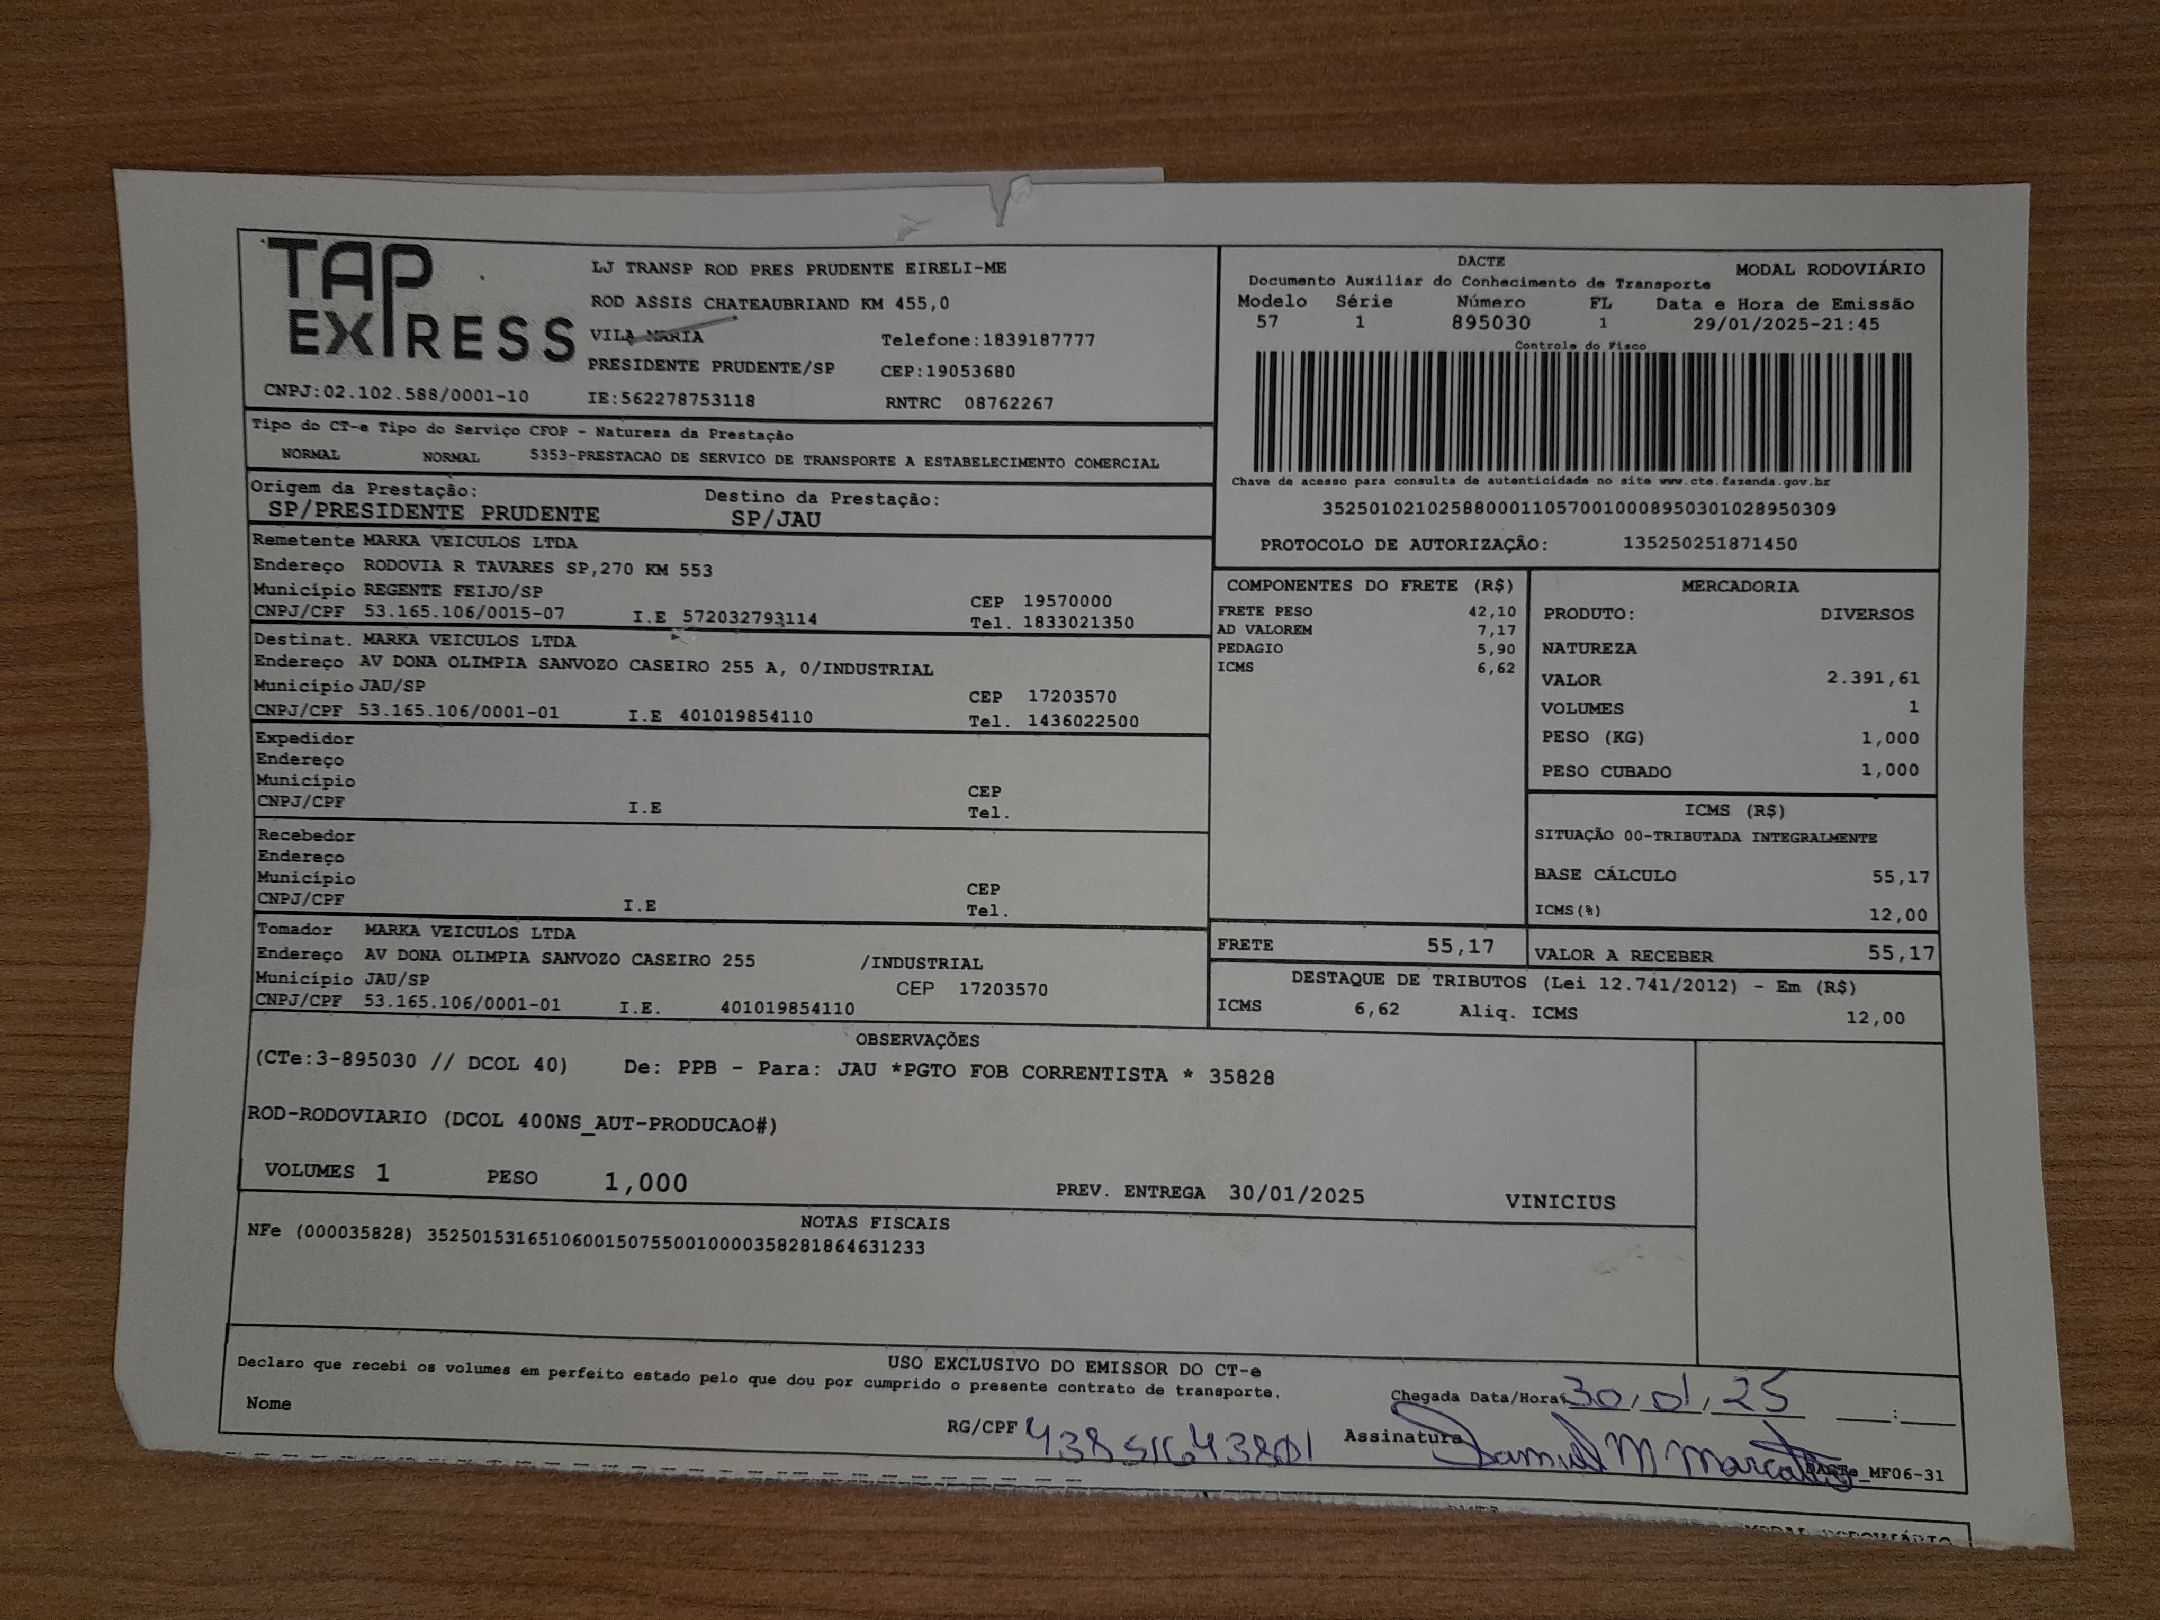 TAP
EXPRESS
LJ TRANSP ROD PRES PRUDENTE EIRELI-ME
ROD ASSIS CHATEAUBRIAND KM 455,0
VILA MARIA Telefone:1839187777
PRESIDENTE PRUDENTE/SP CEP:19053680
CNPJ:02.102.588/0001-10 IE:562278753118 RNTRC 08762267
DACTE MODAL RODOVIÁRIO
Documento Auxiliar do Conhecimento de Transporte
Modelo Série Número FL Data e Hora de Emissão
57 1 895030 1 29/01/2025-21:45
Controle do Fisco
Chave de acesso para consulta de autenticidade no site www.cte.fazenda.gov.br
35250102102588000110570010008950301028950309
PROTOCOLO DE AUTORIZAÇÃO: 135250251871450
Tipo do CT-e Tipo do Serviço CFOP - Natureza da Prestação
NORMAL NORMAL 5353-PRESTACAO DE SERVICO DE TRANSPORTE A ESTABELECIMENTO COMERCIAL
Origem da Prestação: Destino da Prestação:
SP/PRESIDENTE PRUDENTE SP/JAU
Remetente MARKA VEICULOS LTDA
Endereço RODOVIA R TAVARES SP,270 KM 553
Município REGENTE FEIJO/SP CEP 19570000
CNPJ/CPF 53.165.106/0015-07 I.E 572032793114 Tel. 1833021350
Destinat. MARKA VEICULOS LTDA
Endereço AV DONA OLIMPIA SANVOZO CASEIRO 255 A, 0/INDUSTRIAL
Município JAU/SP CEP 17203570
CNPJ/CPF 53.165.106/0001-01 I.E 401019854110 Tel. 1436022500
Expedidor
Endereço
Município CEP
CNPJ/CPF I.E Tel.
Recebedor
Endereço
Município CEP
CNPJ/CPF I.E Tel.
Tomador MARKA VEICULOS LTDA
Endereço AV DONA OLIMPIA SANVOZO CASEIRO 255 /INDUSTRIAL
Município JAU/SP CEP 17203570
CNPJ/CPF 53.165.106/0001-01 I.E. 401019854110
COMPONENTES DO FRETE (R$)
FRETE PESO 42,10
AD VALOREM 7,17
PEDAGIO 5,90
ICMS 6,62
MERCADORIA
PRODUTO: DIVERSOS
NATUREZA
VALOR 2.391,61
VOLUMES 1
PESO (KG) 1,000
PESO CUBADO 1,000
ICMS (R$)
SITUAÇÃO 00-TRIBUTADA INTEGRALMENTE
BASE CÁLCULO 55,17
ICMS(%) 12,00
FRETE 55,17 VALOR A RECEBER 55,17
DESTAQUE DE TRIBUTOS (Lei 12.741/2012) - Em (R$)
ICMS 6,62 Aliq. ICMS 12,00
OBSERVAÇÕES
(CTe:3-895030 // DCOL 40) De: PPB - Para: JAU *PGTO FOB CORRENTISTA * 35828
ROD-RODOVIARIO (DCOL 400NS_AUT-PRODUCAO#)
VOLUMES 1 PESO 1,000 PREV. ENTREGA 30/01/2025 VINICIUS
NOTAS FISCAIS
NFe (000035828) 35250153165106001507550010000358281864631233
USO EXCLUSIVO DO EMISSOR DO CT-e
Declaro que recebi os volumes em perfeito estado pelo que dou por cumprido o presente contrato de transporte.
Chegada Data/Hora 30/01/25 __:__
Nome RG/CPF 43851643801 Assinatura Samuel M
DACTe_MF06-31
MODAL RODOVIÁRIO